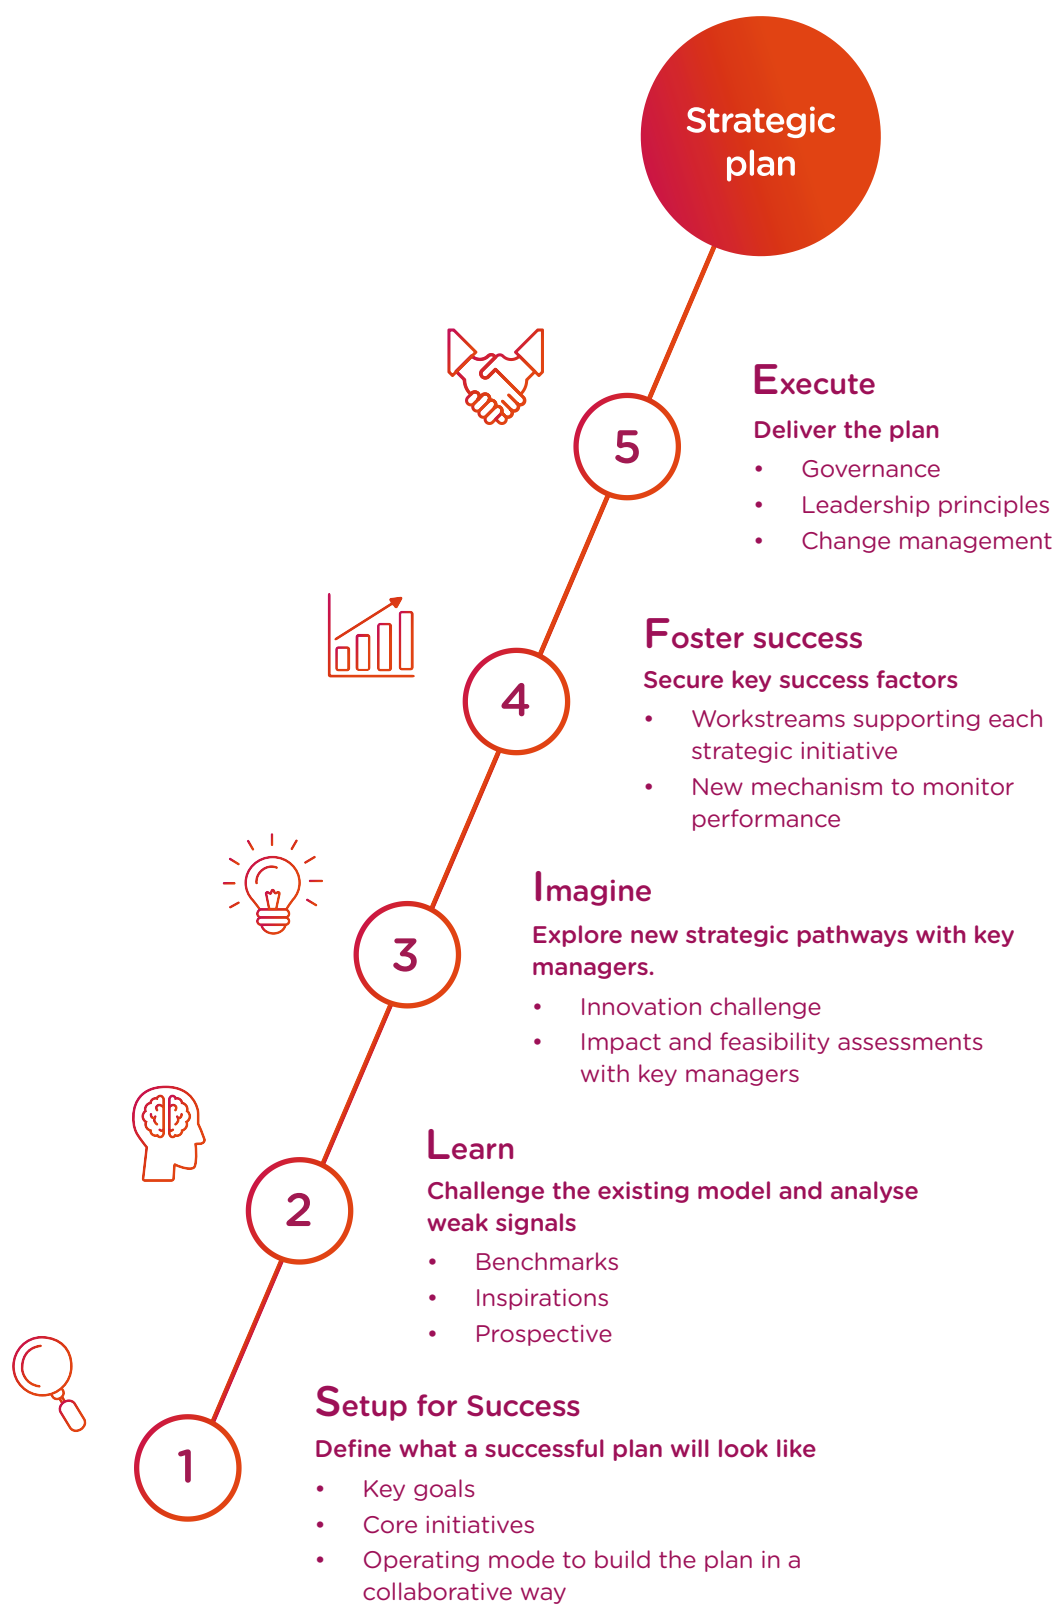 Strategic
plan
5
Execute
Deliver the plan
• Governance
• Leadership principles
• Change management
4
Foster success
Secure key success factors
• Workstreams supporting each
strategic initiative
• New mechanism to monitor
performance
3
Imagine
Explore new strategic pathways with key
managers.
• Innovation challenge
• Impact and feasibility assessments
with key managers
2
Learn
Challenge the existing model and analyse
weak signals
• Benchmarks
• Inspirations
• Prospective
1
Setup for Success
Define what a successful plan will look like
• Key goals
• Core initiatives
• Operating mode to build the plan in a
collaborative way